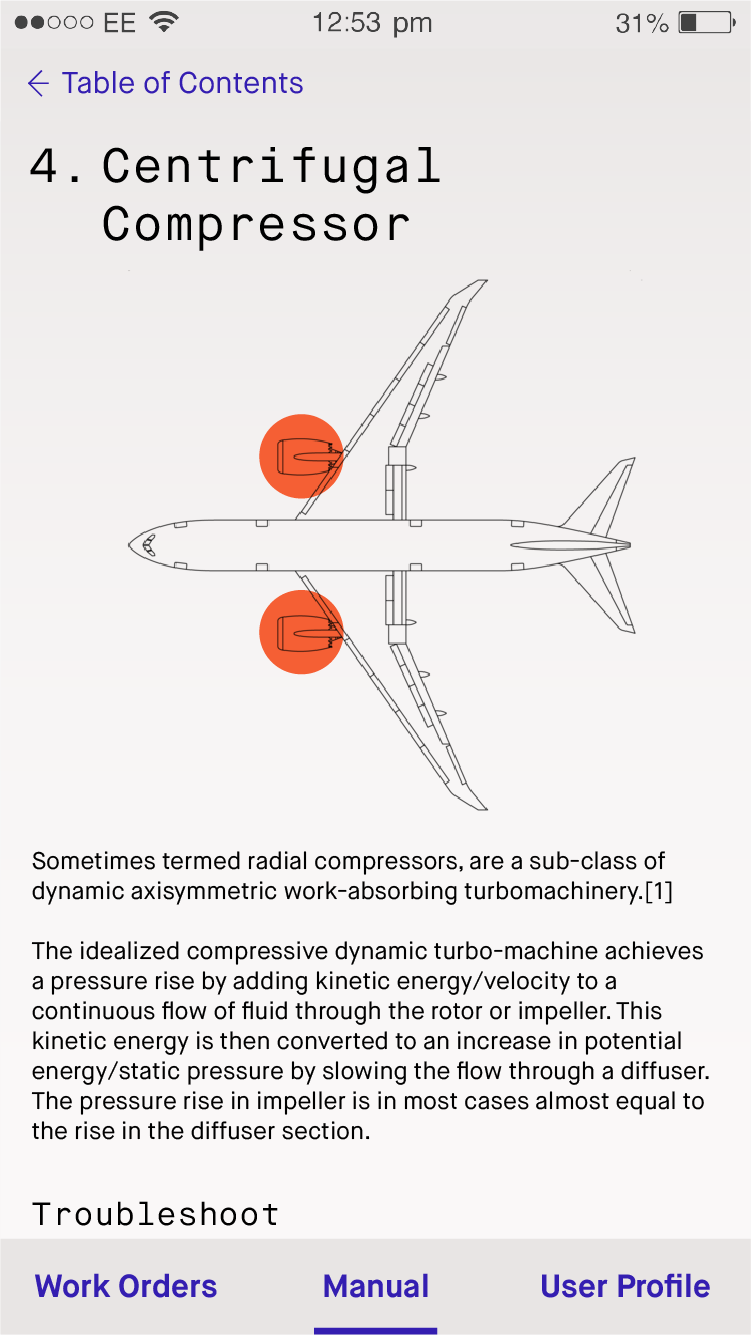 EE 12:53 pm 31%
← Table of Contents
4. Centrifugal
Compressor
Sometimes termed radial compressors, are a sub-class of
dynamic axisymmetric work-absorbing turbomachinery.[1]
The idealized compressive dynamic turbo-machine achieves
a pressure rise by adding kinetic energy/velocity to a
continuous flow of fluid through the rotor or impeller. This
kinetic energy is then converted to an increase in potential
energy/static pressure by slowing the flow through a diffuser.
The pressure rise in impeller is in most cases almost equal to
the rise in the diffuser section.
Troubleshoot
Work Orders Manual User Profile